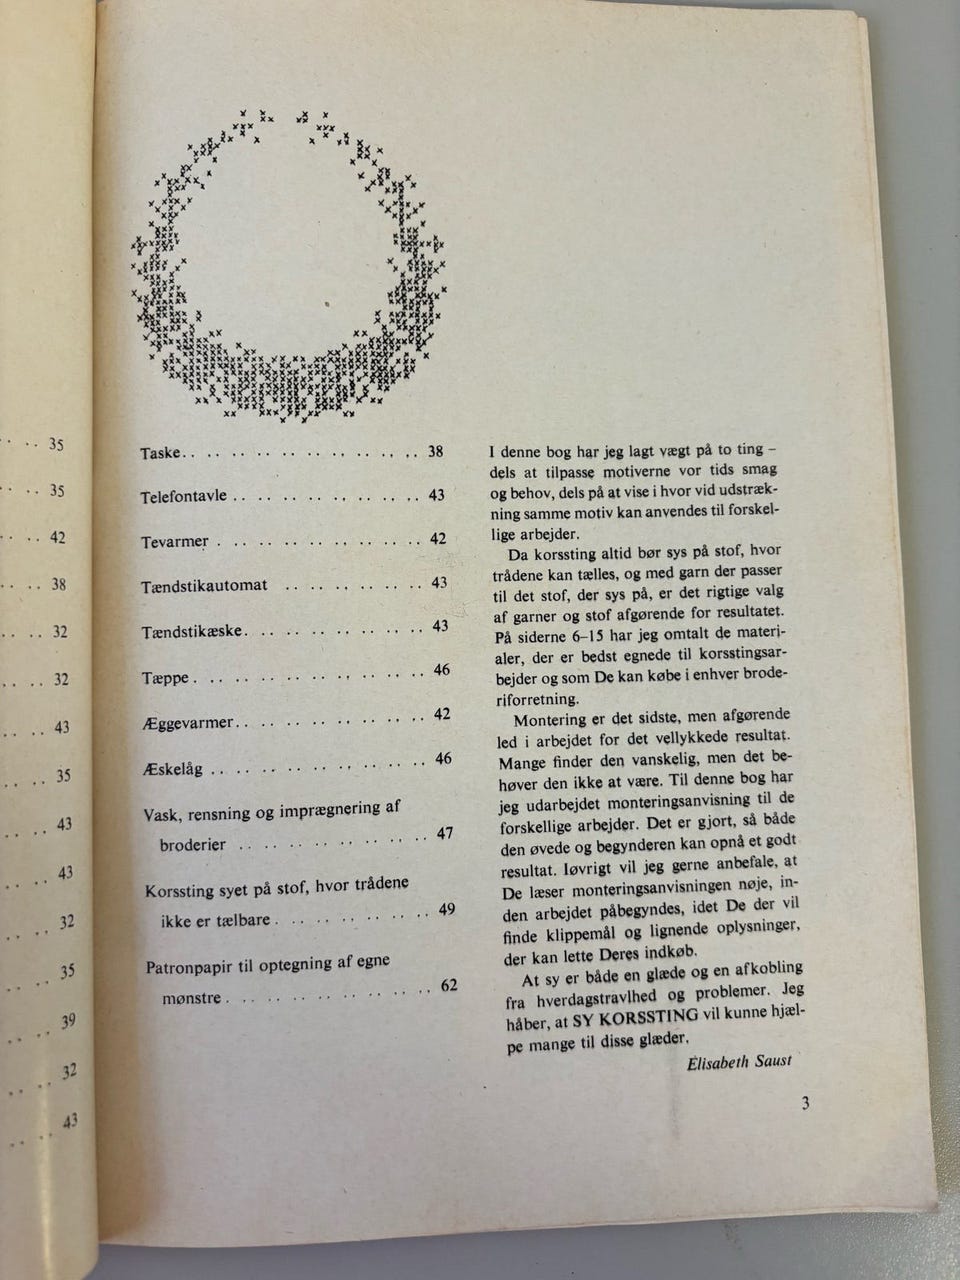 .. 35
.. 35
.. 42
.. 38
.. 32
.. 32
.. 43
.. 35
.. 43
.. 43
.. 32
.. 35
.. 39
.. 32
.. 43
Taske.. .. .. .. .. .. .. .. .. 38
Telefontavle .. .. .. .. .. .. .. .. 43
Tevarmer . .. .. .. .. .. .. .. .. 42
Tændstikautomat .. .. .. .. .. .. 43
Tændstikæske. .. .. .. .. .. .. .. 43
Tæppe . .. .. .. .. .. .. .. .. .. 46
Æggevarmer.. .. .. .. .. .. .. .. 42
Æskelåg .. .. .. .. .. .. .. .. .. 46
Vask, rensning og imprægnering af
broderier .. .. .. .. .. .. .. .. 47
Korssting syet på stof, hvor trådene
ikke er tælbare . .. .. .. .. .. .. 49
Patronpapir til optegning af egne
mønstre . .. .. .. .. .. .. .. .. 62
I denne bog har jeg lagt vægt på to ting –
dels at tilpasse motiverne vor tids smag
og behov, dels på at vise i hvor vid udstræk-
ning samme motiv kan anvendes til forskel-
lige arbejder.
Da korssting altid bør sys på stof, hvor
trådene kan tælles, og med garn der passer
til det stof, der sys på, er det rigtige valg
af garner og stof afgørende for resultatet.
På siderne 6–15 har jeg omtalt de materi-
aler, der er bedst egnede til korsstingsar-
bejder og som De kan købe i enhver brode-
riforretning.
Montering er det sidste, men afgørende
led i arbejdet for det vellykkede resultat.
Mange finder den vanskelig, men det be-
høver den ikke at være. Til denne bog har
jeg udarbejdet monteringsanvisning til de
forskellige arbejder. Det er gjort, så både
den øvede og begynderen kan opnå et godt
resultat. Iøvrigt vil jeg gerne anbefale, at
De læser monteringsanvisningen nøje, in-
den arbejdet påbegyndes, idet De der vil
finde klippemål og lignende oplysninger,
der kan lette Deres indkøb.
At sy er både en glæde og en afkobling
fra hverdagstravlhed og problemer. Jeg
håber, at SY KORSSTING vil kunne hjæl-
pe mange til disse glæder.
Elisabeth Saust
3